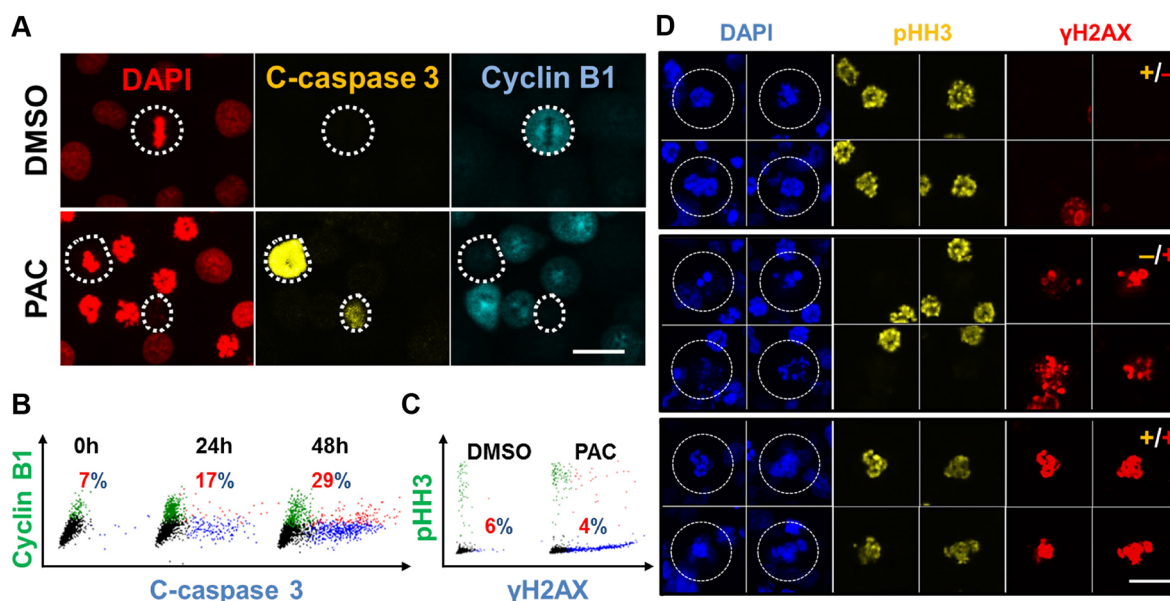 A
DAPI
C-caspase 3
Cyclin B1
DMSO
PAC
B
Cyclin B1
0h
24h
48h
7%
17%
29%
C-caspase 3
C
pHH3
DMSO
PAC
6%
4%
γH2AX
D
DAPI
pHH3
γH2AX
+/-
-/+
+/+